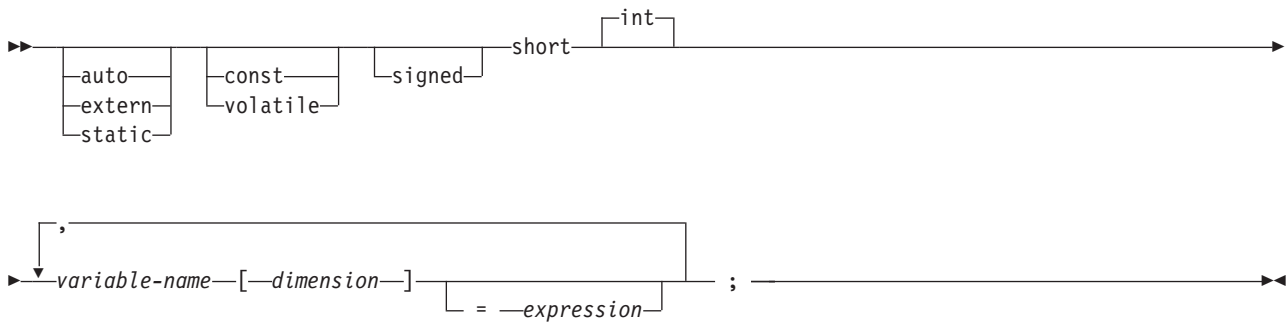 int
short
auto const signed
extern volatile
static
,
variable-name [ dimension ] ;
= expression